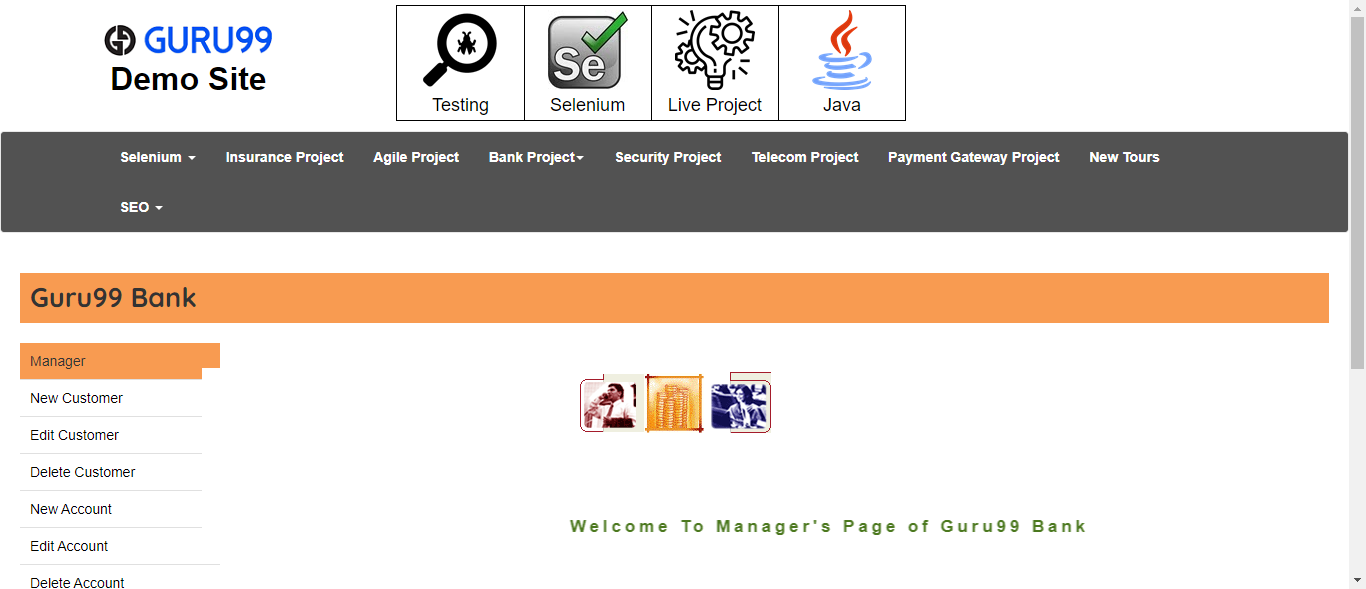 GURU99
Demo Site
Se
Testing
Selenium
Live Project
Java
Selenium
Insurance Project
Agile Project
Bank Project
Security Project
Telecom Project
Payment Gateway Project
New Tours
SEO
Guru99 Bank
Manager
New Customer
Edit Customer
Delete Customer
New Account
Edit Account
Delete Account
Welcome To Manager's Page of Guru99 Bank